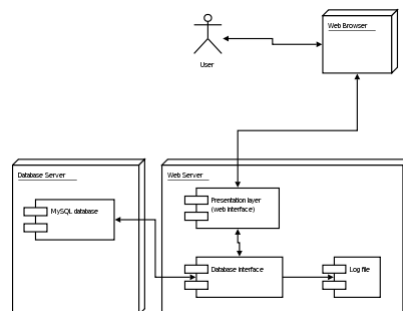 Web Browser
User
Database Server
Web Server
MySQL database
Presentation layer
(web interface)
Database interface
Log file